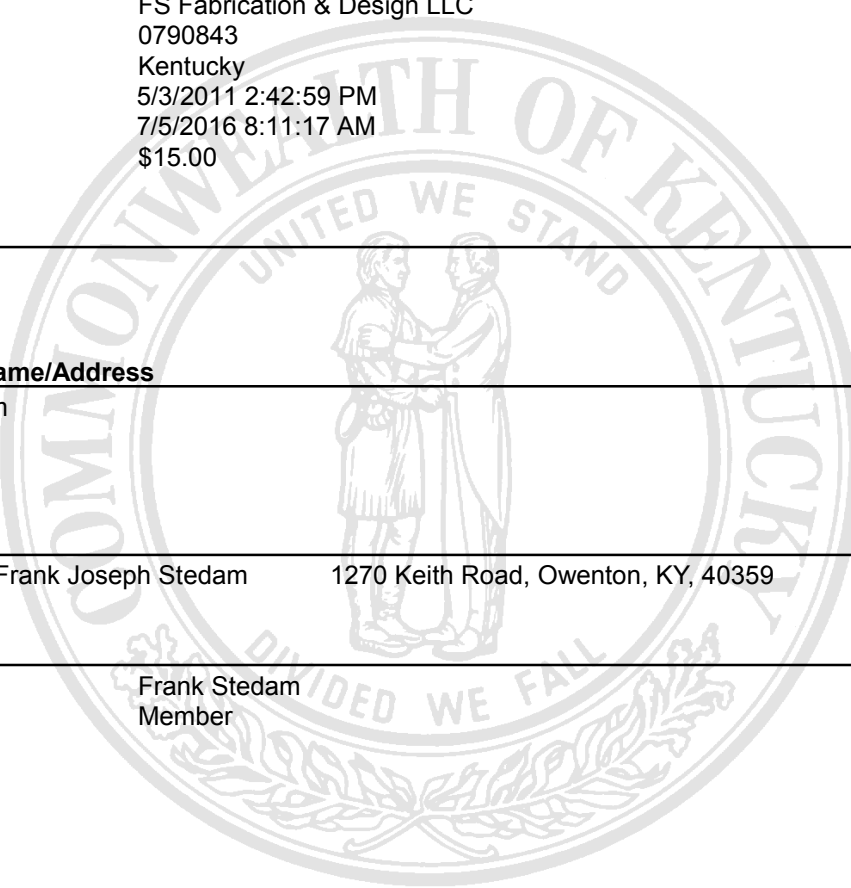 FS Fabrication & Design LLC
0790843
Kentucky
5/3/2011 2:42:59 PM
7/5/2016 8:11:17 AM
$15.00
COMMONWEALTH OF KENTUCKY
UNITED WE STAND
ame/Address
Frank Joseph Stedam 1270 Keith Road, Owenton, KY, 40359
DIVIDED WE FALL
Frank Stedam
Member